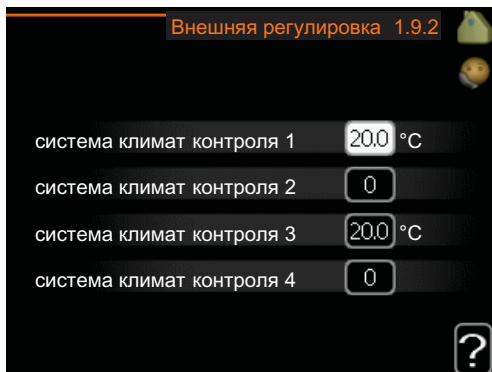 Внешняя регулировка 1.9.2
система климат контроля 1 20.0 °C
система климат контроля 2 0
система климат контроля 3 20.0 °C
система климат контроля 4 0
?